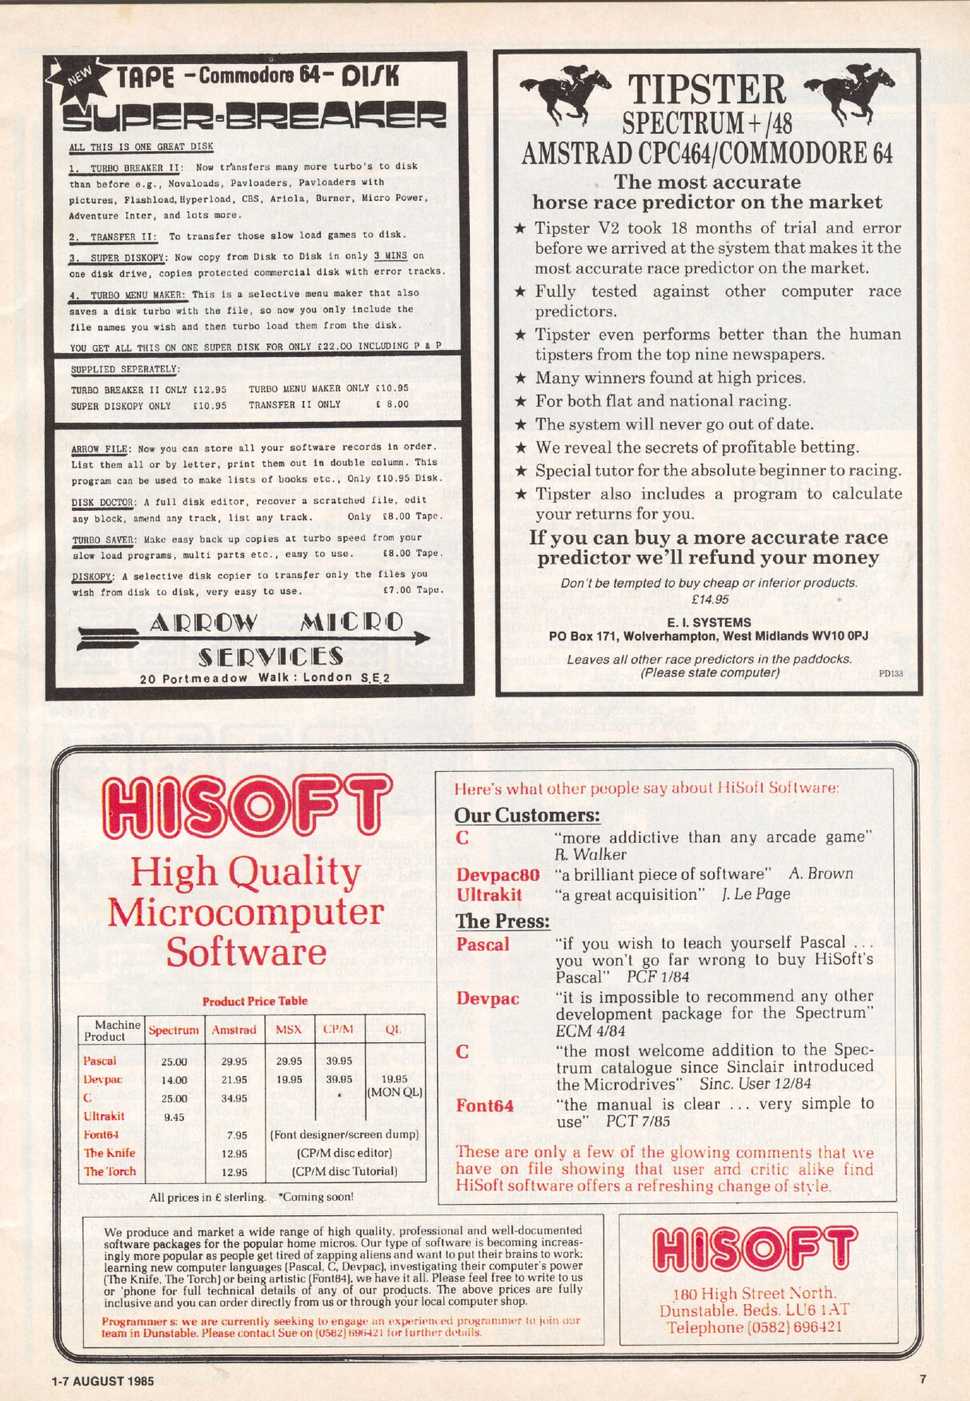 NEW
TAPE -Commodore 64- DISK
SUPER-BREAKER
ALL THIS IS ONE GREAT DISK
1. TURBO BREAKER II: Now transfers many more turbo's to disk
than before e.g., Novaloads, Pavloaders, Pavloaders with
pictures, Flashload, Hyperload, CBS, Ariola, Burner, Micro Power,
Adventure Inter, and lots more.
2. TRANSFER II: To transfer those slow load games to disk.
3. SUPER DISKOPY: Now copy from Disk to Disk in only 3 MINS on
one disk drive, copies protected commercial disk with error tracks.
4. TURBO MENU MAKER: This is a selective menu maker that also
saves a disk turbo with the file, so now you only include the
file names you wish and then turbo load them from the disk.
YOU GET ALL THIS ON ONE SUPER DISK FOR ONLY £22.00 INCLUDING P & P
SUPPLIED SEPERATELY:
TURBO BREAKER II ONLY £12.95 TURBO MENU MAKER ONLY £10.95
SUPER DISKOPY ONLY £10.95 TRANSFER II ONLY £ 8.00
ARROW FILE: Now you can store all your software records in order.
List them all or by letter, print them out in double column. This
program can be used to make lists of books etc., Only £10.95 Disk.
DISK DOCTOR: A full disk editor, recover a scratched file, edit
any block, amend any track, list any track. Only £8.00 Tape.
TURBO SAVER: Make easy back up copies at turbo speed from your
slow load programs, multi parts etc., easy to use. £8.00 Tape.
DISKOPY: A selective disk copier to transfer only the files you
wish from disk to disk, very easy to use. £7.00 Tape.
ARROW MICRO
SERVICES
20 Portmeadow Walk: London S.E.2
TIPSTER
SPECTRUM+/48
AMSTRAD CPC464/COMMODORE 64
The most accurate
horse race predictor on the market
★ Tipster V2 took 18 months of trial and error
before we arrived at the system that makes it the
most accurate race predictor on the market.
★ Fully tested against other computer race
predictors.
★ Tipster even performs better than the human
tipsters from the top nine newspapers.
★ Many winners found at high prices.
★ For both flat and national racing.
★ The system will never go out of date.
★ We reveal the secrets of profitable betting.
★ Special tutor for the absolute beginner to racing.
★ Tipster also includes a program to calculate
your returns for you.
If you can buy a more accurate race
predictor we'll refund your money
Don't be tempted to buy cheap or inferior products.
£14.95
E. I. SYSTEMS
PO Box 171, Wolverhampton, West Midlands WV10 0PJ
Leaves all other race predictors in the paddocks.
(Please state computer) PD133
HISOFT
High Quality
Microcomputer
Software
Product Price Table
Machine
Product Spectrum Amstrad MSX CP/M QL
Pascal 25.00 29.95 29.95 39.95
Devpac 14.00 21.95 19.95 39.95 19.95
C 25.00 34.95 * (MON QL)
Ultrakit 9.45
Font64 7.95 (Font designer/screen dump)
The Knife 12.95 (CP/M disc editor)
The Torch 12.95 (CP/M disc Tutorial)
All prices in £ sterling. *Coming soon!
Here's what other people say about HiSoft Software:
Our Customers:
C "more addictive than any arcade game"
R. Walker
Devpac80 "a brilliant piece of software" A. Brown
Ultrakit "a great acquisition" J. Le Page
The Press:
Pascal "if you wish to teach yourself Pascal ...
you won't go far wrong to buy HiSoft's
Pascal" PCF 1/84
Devpac "it is impossible to recommend any other
development package for the Spectrum"
ECM 4/84
C "the most welcome addition to the Spec-
trum catalogue since Sinclair introduced
the Microdrives" Sinc. User 12/84
Font64 "the manual is clear ... very simple to
use" PCT 7/85
These are only a few of the glowing comments that we
have on file showing that user and critic alike find
HiSoft software offers a refreshing change of style.
We produce and market a wide range of high quality, professional and well-documented
software packages for the popular home micros. Our type of software is becoming increas-
ingly more popular as people get tired of zapping aliens and want to put their brains to work;
learning new computer languages (Pascal, C, Devpac), investigating their computer's power
(The Knife, The Torch) or being artistic (Font64), we have it all. Please feel free to write to us
or 'phone for full technical details of any of our products. The above prices are fully
inclusive and you can order directly from us or through your local computer shop.
Programmers: we are currently seeking to engage an experienced programmer to join our
team in Dunstable. Please contact Sue on (0582) 696421 for further details.
HISOFT
180 High Street North,
Dunstable, Beds. LU6 1AT
Telephone (0582) 696421
1-7 AUGUST 1985 7